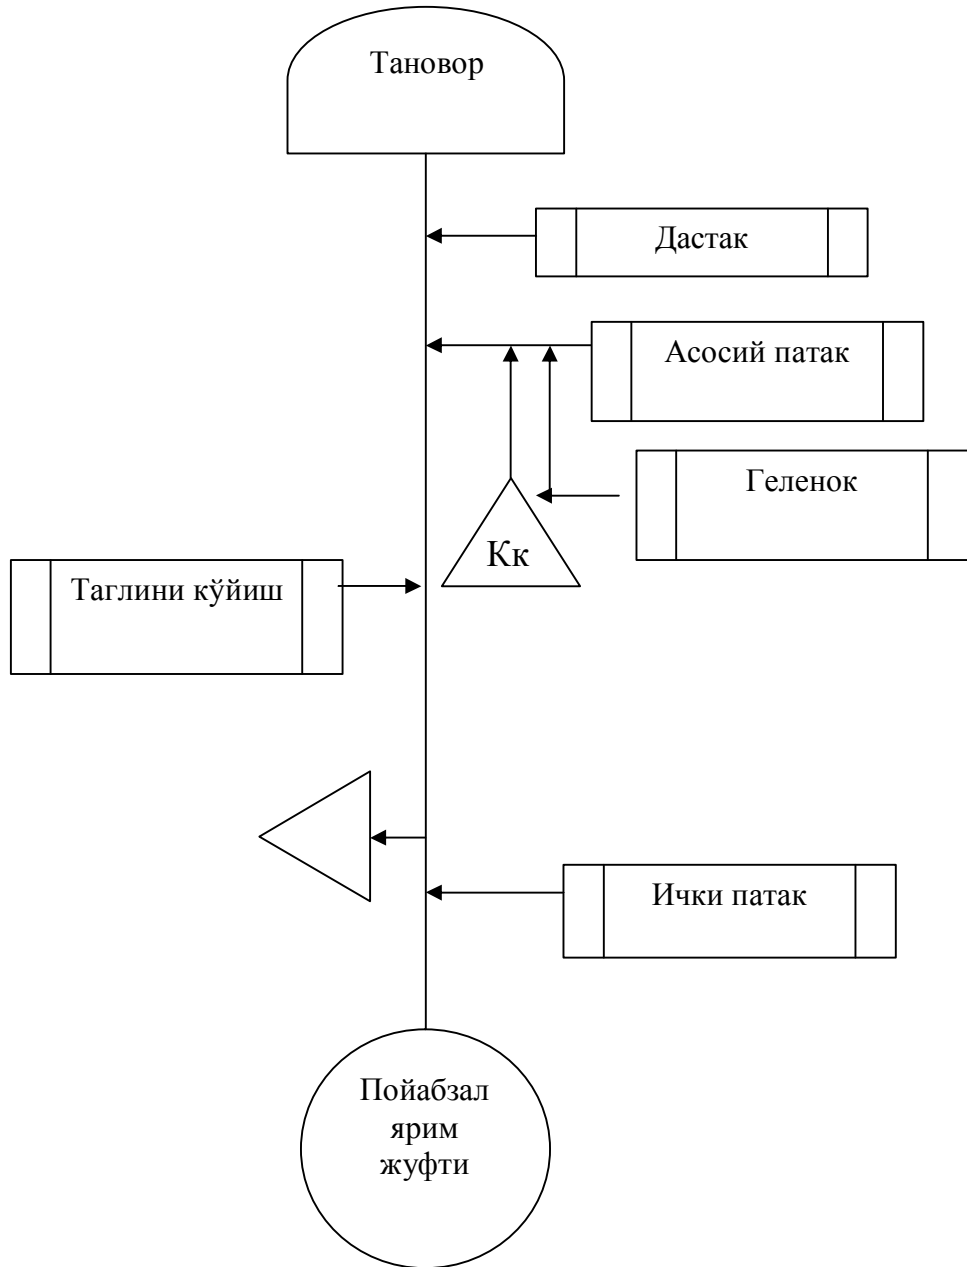 Тановор
Дастак
Асосий патак
Геленок
Кк
Таглини кўйиш
Ички патак
Пойабзал
ярим
жуфти